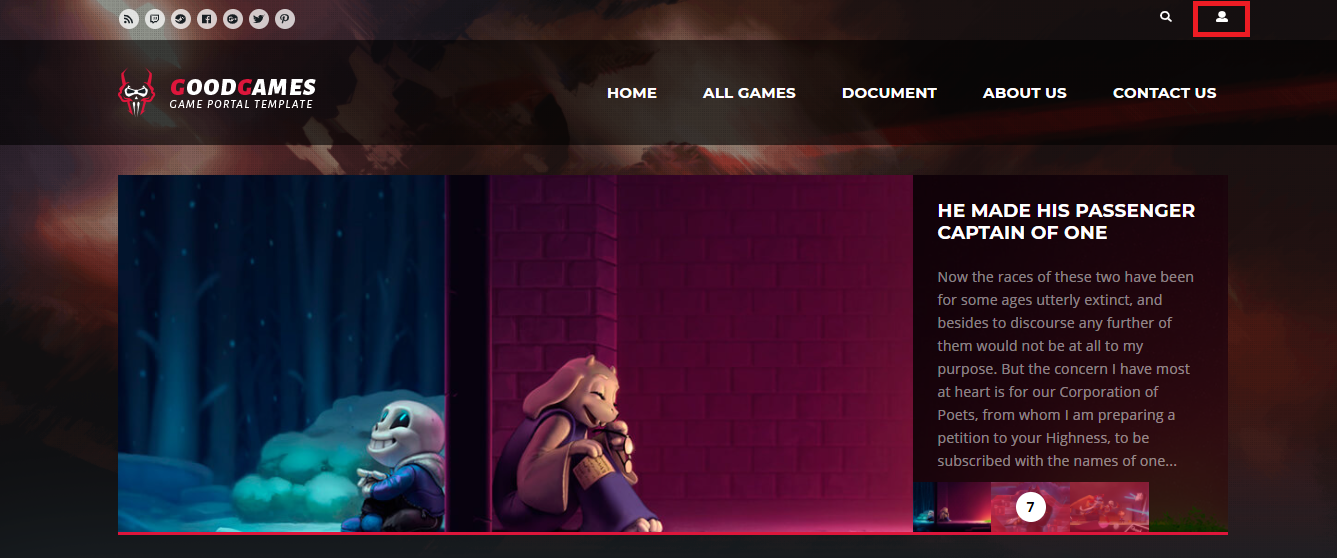 GOODGAMES
GAME PORTAL TEMPLATE
HOME ALL GAMES DOCUMENT ABOUT US CONTACT US
HE MADE HIS PASSENGER
CAPTAIN OF ONE
Now the races of these two have been
for some ages utterly extinct, and
besides to discourse any further of
them would not be at all to my
purpose. But the concern I have most
at heart is for our Corporation of
Poets, from whom I am preparing a
petition to your Highness, to be
subscribed with the names of one...
7